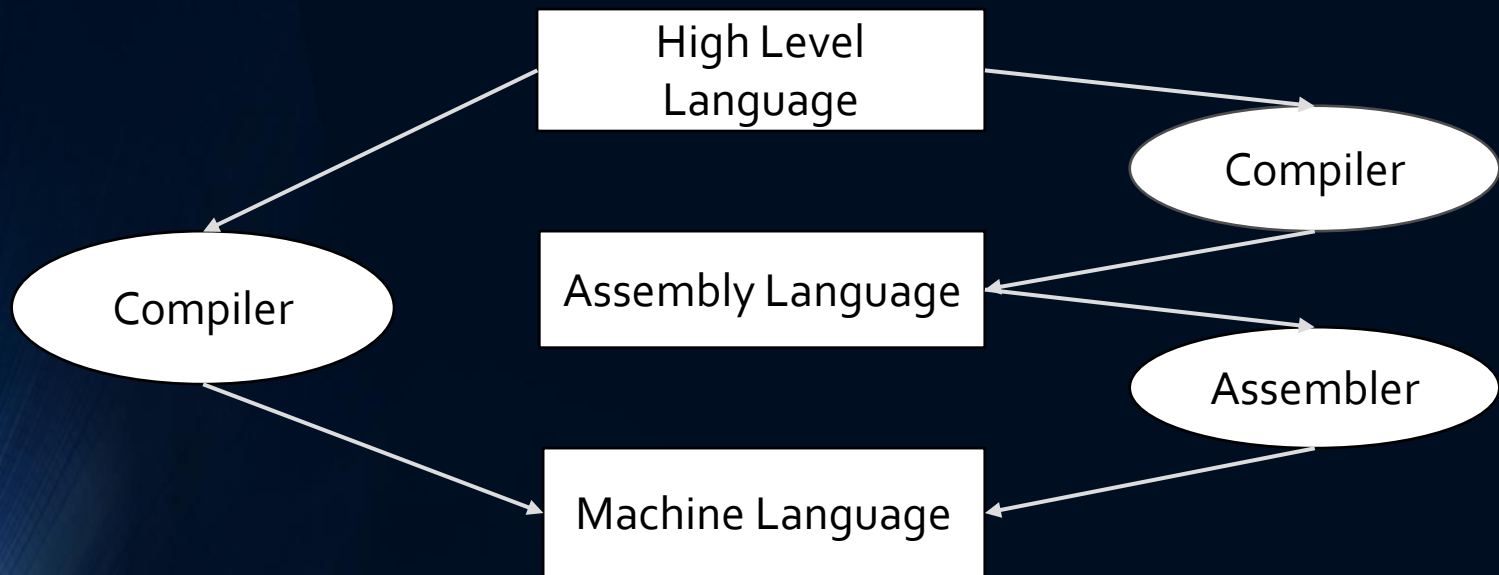 High Level
Language
Compiler
Compiler
Assembly Language
Assembler
Machine Language